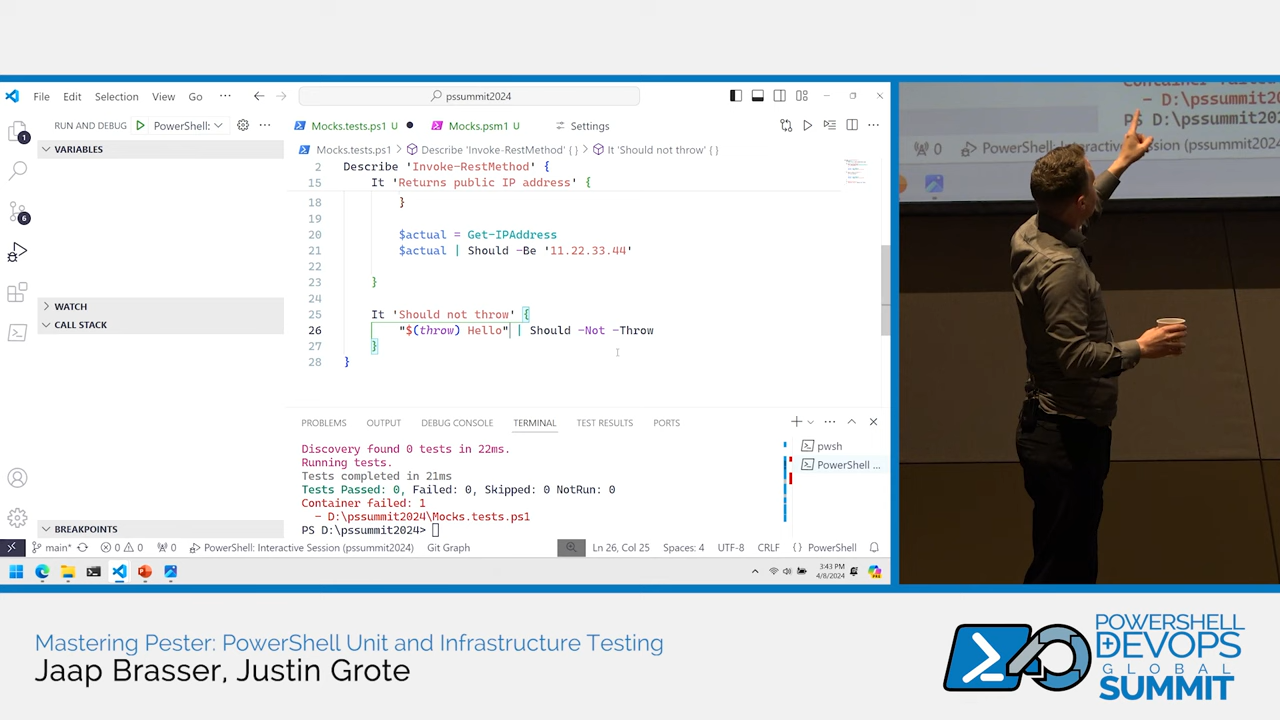 File Edit Selection View Go ··· pssummit2024
RUN AND DEBUG PowerShell: ···
Mocks.tests.ps1 Mocks.psm1 U Settings
VARIABLES
Mocks.tests.ps1 > Describe 'Invoke-RestMethod' { } > It 'Should not throw' { }
2 Describe 'Invoke-RestMethod' {
15 It 'Returns public IP address' {
18 }
19
20 $actual = Get-IPAddress
21 $actual | Should -Be '11.22.33.44'
22
23 }
24
25 It 'Should not throw' {
26 "$(throw) Hello" | Should -Not -Throw
27 }
28 }
WATCH
CALL STACK
BREAKPOINTS
1
6
PROBLEMS OUTPUT DEBUG CONSOLE TERMINAL TEST RESULTS PORTS
Discovery found 0 tests in 22ms.
Running tests.
Tests completed in 21ms
Tests Passed: 0, Failed: 0, Skipped: 0 NotRun: 0
Container failed: 1
- D:\pssummit2024\Mocks.tests.ps1
PS D:\pssummit2024>
pwsh
PowerShell ...
main* 0 0 0 PowerShell: Interactive Session (pssummit2024) Git Graph Ln 26, Col 25 Spaces: 4 UTF-8 CRLF { } PowerShell
3:43 PM
4/8/2024
- D:\pssummit20
PS D:\pssummit202
0 PowerShell: Interactive Session (pssummit2024)
Mastering Pester: PowerShell Unit and Infrastructure Testing
Jaap Brasser, Justin Grote
POWERSHELL
DEVOPS
GLOBAL
SUMMIT